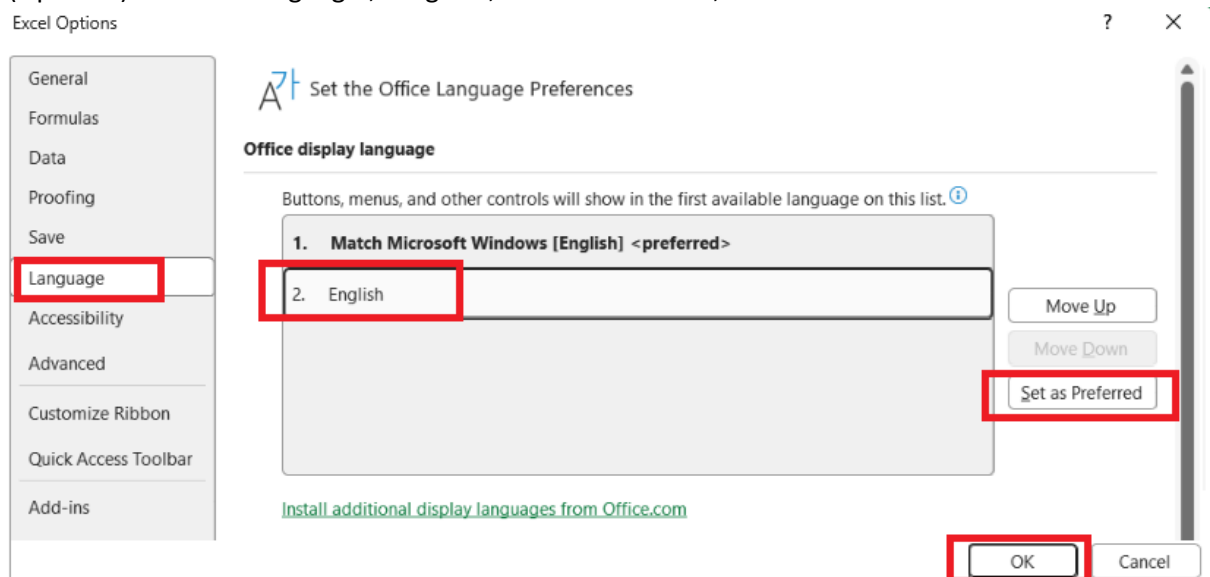 Excel Options
?
General
Formulas
Data
Proofing
Save
Language
Accessibility
Advanced
Customize Ribbon
Quick Access Toolbar
Add-ins
A가 Set the Office Language Preferences
Office display language
Buttons, menus, and other controls will show in the first available language on this list.
1. Match Microsoft Windows [English] <preferred>
2. English
Move Up
Move Down
Set as Preferred
Install additional display languages from Office.com
OK
Cancel